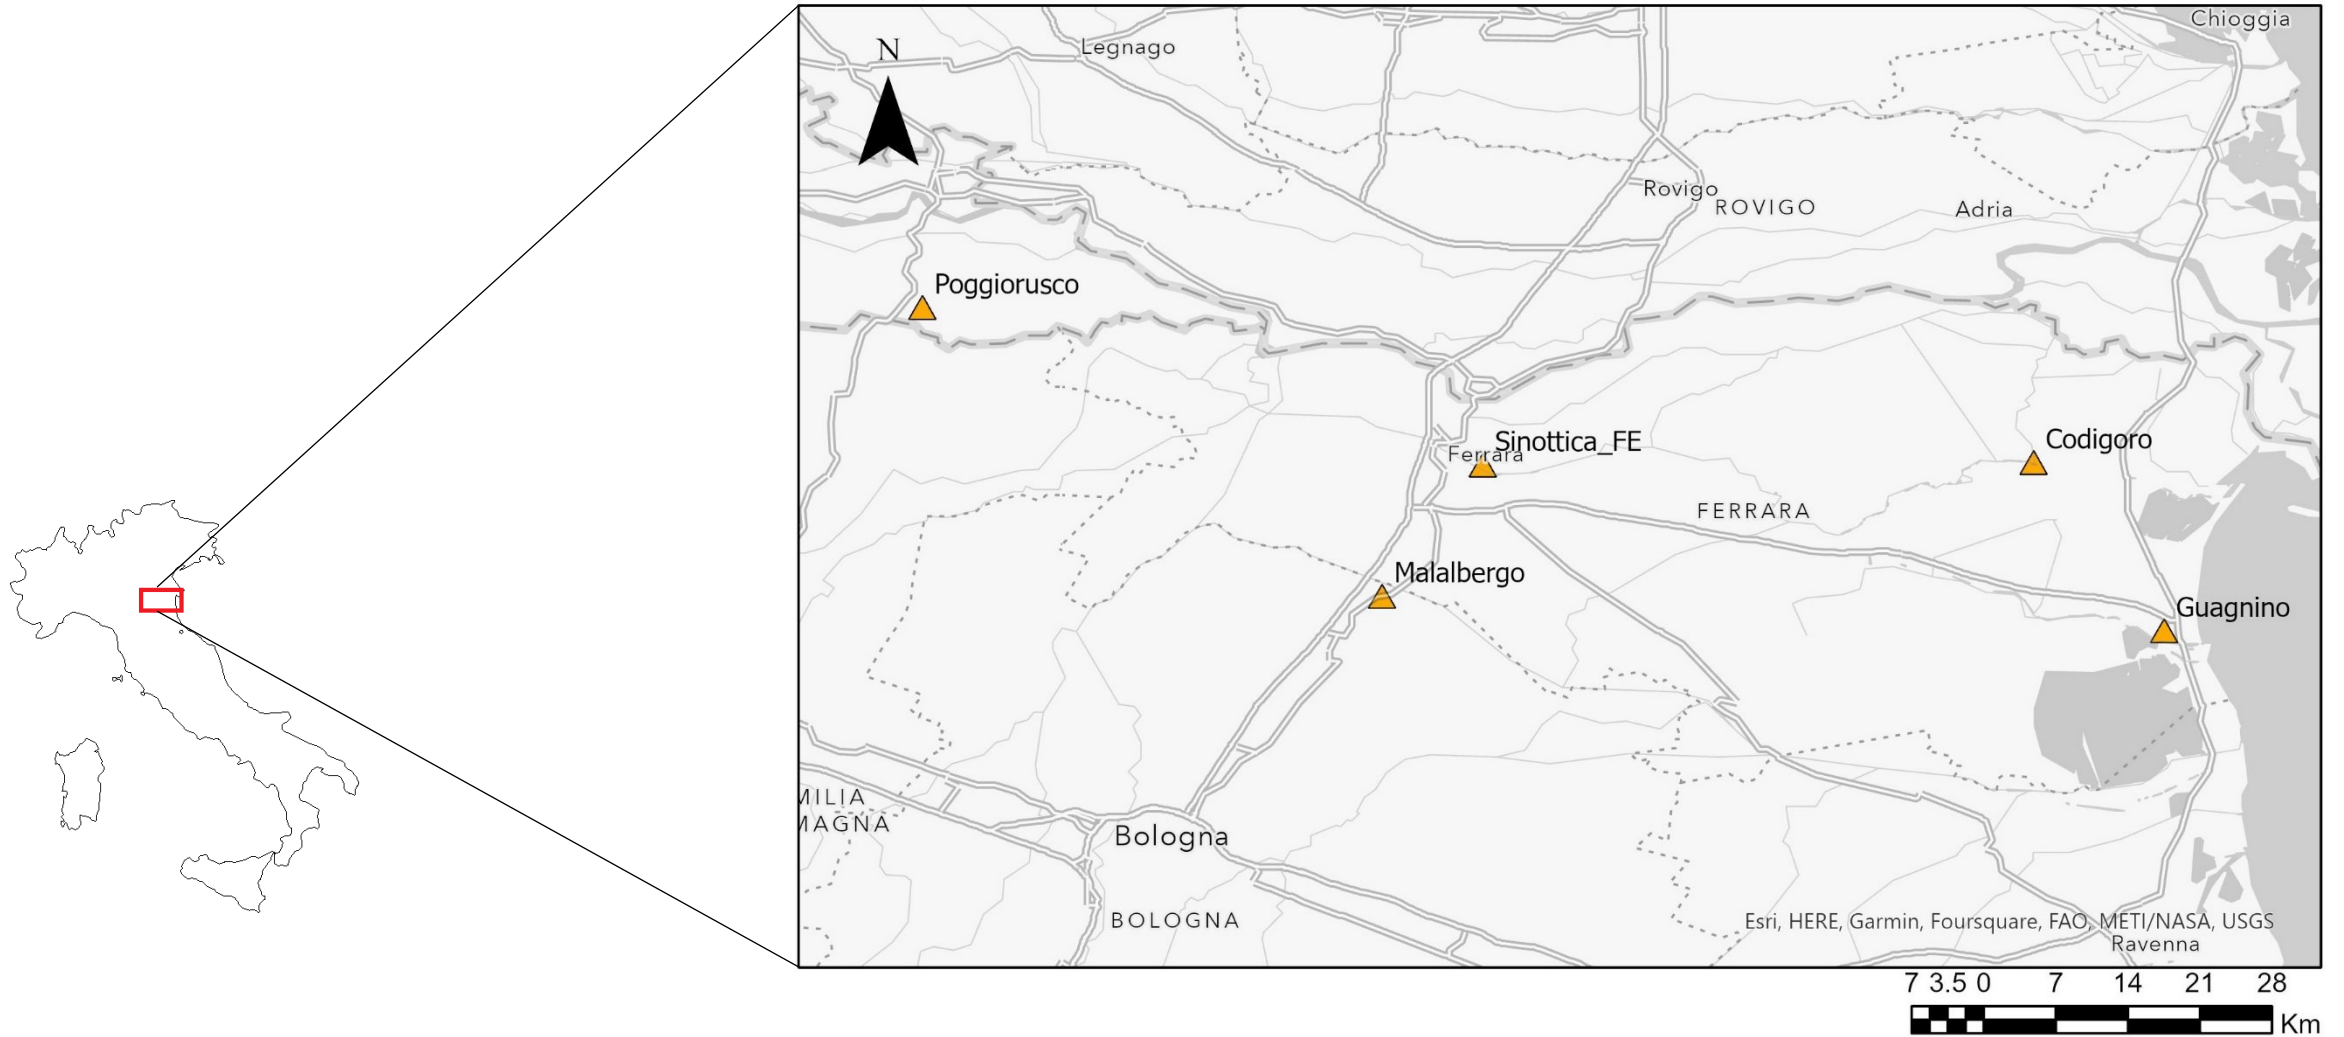 Chioggia
N
Legnago
Rovigo
ROVIGO
Adria
Poggiorusco
Sinottica_FE
Ferrara
Codigoro
FERRARA
Malalbergo
Guagnino
MILIA
MAGNA
Bologna
BOLOGNA
Esri, HERE, Garmin, Foursquare, FAO, METI/NASA, USGS
Ravenna
7 3.5 0 7 14 21 28
Km